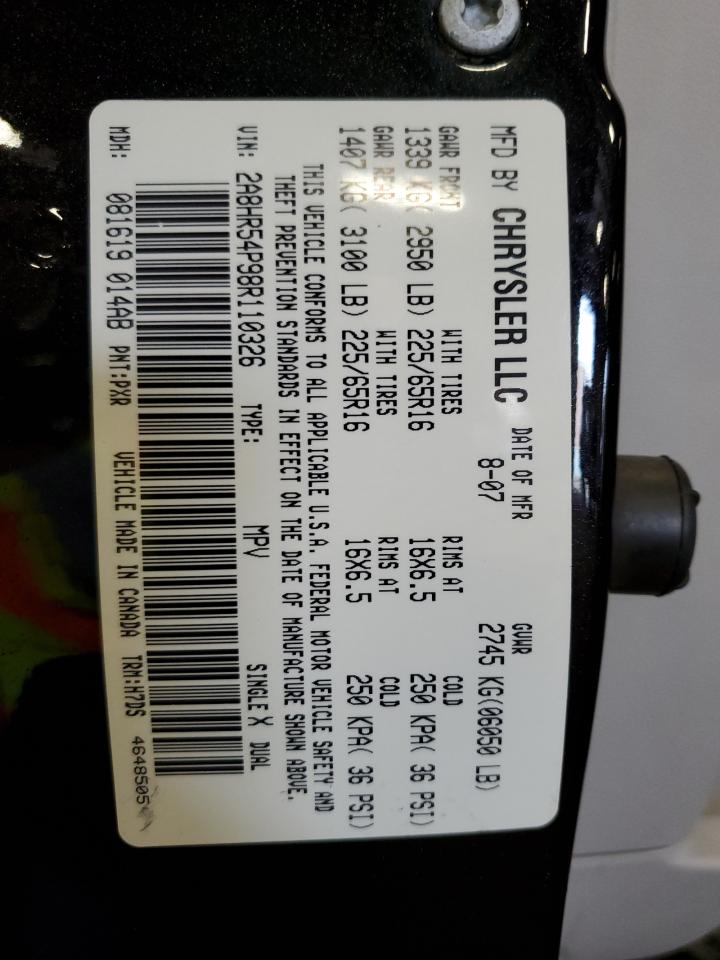 MFD BY CHRYSLER LLC DATE OF MFR 8-07 GVWR 2745 KG(06050 LB)
GAWR FRONT WITH TIRES RIMS AT COLD
1339 KG( 2950 LB) 225/65R16 16X6.5 250 KPA( 36 PSI)
GAWR REAR WITH TIRES RIMS AT COLD
1407 KG( 3100 LB) 225/65R16 16X6.5 250 KPA( 36 PSI)
THIS VEHICLE CONFORMS TO ALL APPLICABLE U.S.A. FEDERAL MOTOR VEHICLE SAFETY AND
THEFT PREVENTION STANDARDS IN EFFECT ON THE DATE OF MANUFACTURE SHOWN ABOVE.
VIN: 2A8HR54P98R110326 TYPE: MPV SINGLE X DUAL
MDH: 081619 014AB PNT:PXR VEHICLE MADE IN CANADA TRM:H7DS 4648505